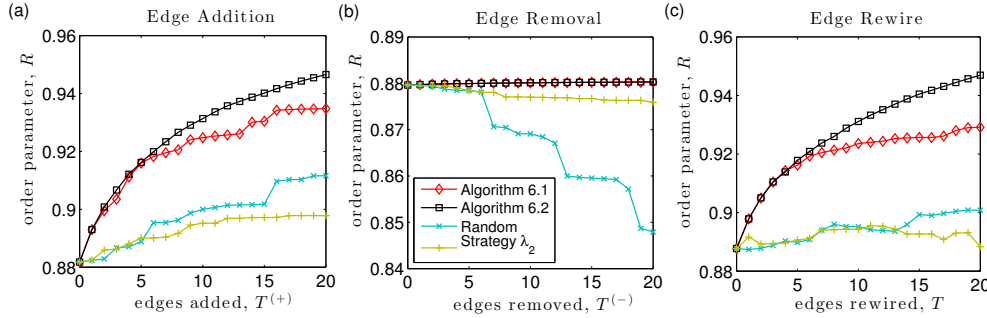 (a)
Edge Addition
order parameter, R
0.96
0.94
0.92
0.9
0.88
0
5
10
15
20
edges added, T^(+)
(b)
Edge Removal
order parameter, R
0.89
0.88
0.87
0.86
0.85
0.84
Algorithm 6.1
Algorithm 6.2
Random
Strategy λ_2
0
5
10
15
20
edges removed, T^(−)
(c)
Edge Rewire
order parameter, R
0.96
0.94
0.92
0.9
0.88
0
5
10
15
20
edges rewired, T